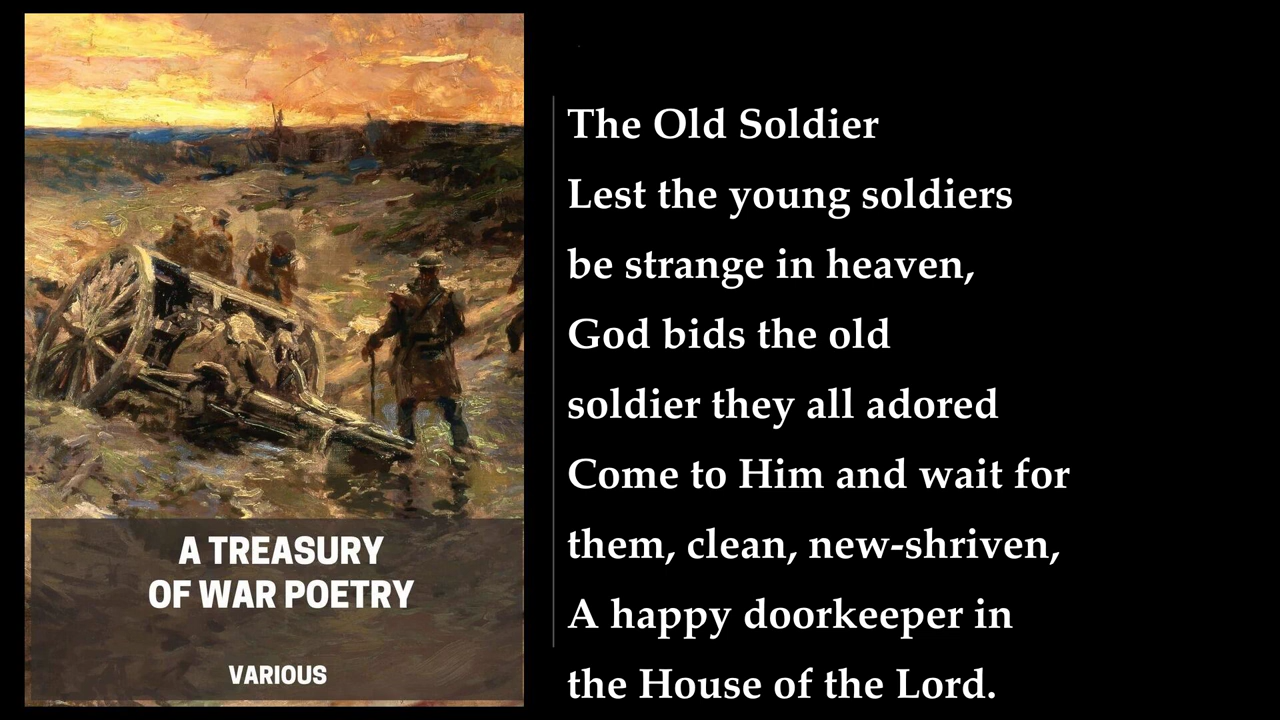 A TREASURY
OF WAR POETRY
VARIOUS
The Old Soldier
Lest the young soldiers
be strange in heaven,
God bids the old
soldier they all adored
Come to Him and wait for
them, clean, new-shriven,
A happy doorkeeper in
the House of the Lord.